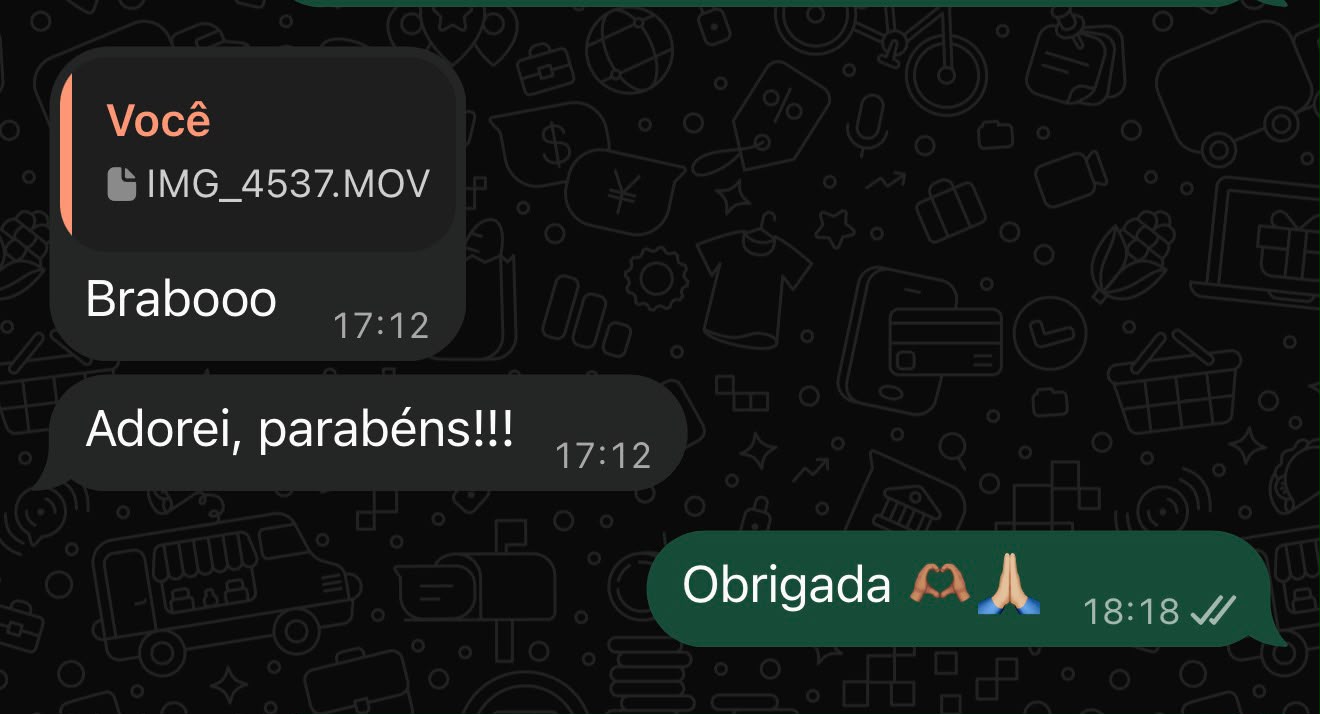 Você
IMG_4537.MOV
Brabooo
17:12
Adorei, parabéns!!!
17:12
Obrigada 🫶🏾🙏🏼
18:18